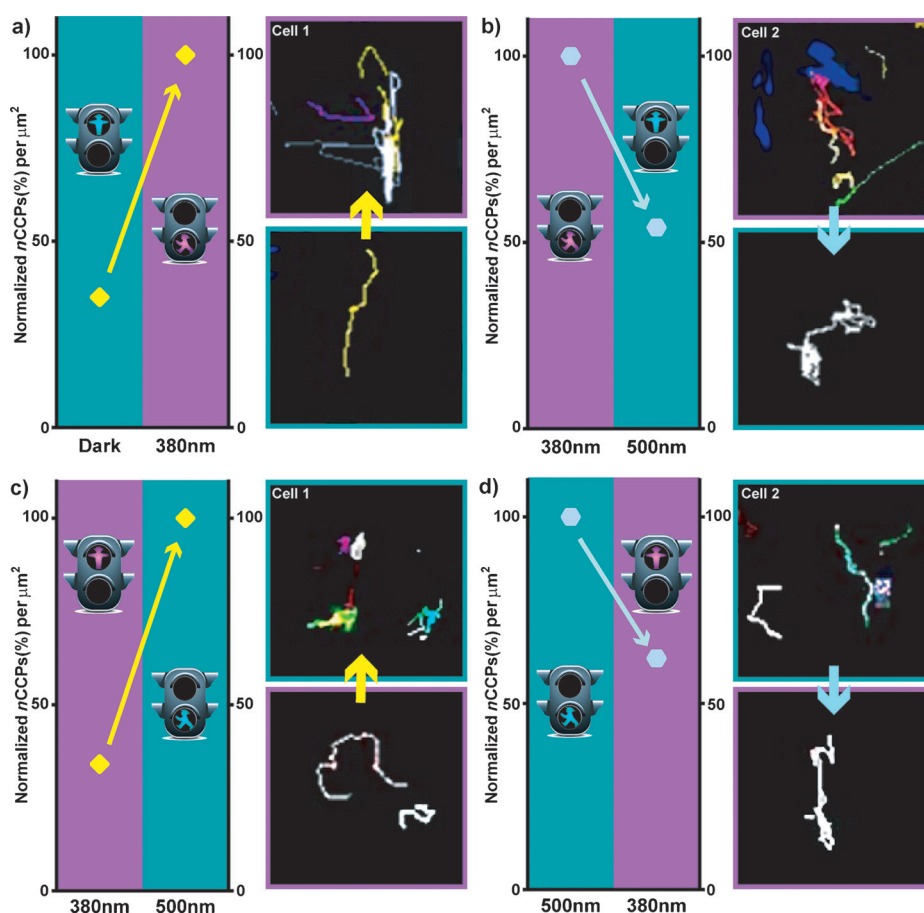 a)
Normalized nCCPs(%) per μm²
100
50
0
100
50
0
Dark 380nm
Cell 1
b)
Normalized nCCPs(%) per μm²
100
50
0
100
50
0
380nm 500nm
Cell 2
c)
Normalized nCCPs(%) per μm²
100
50
0
100
50
0
380nm 500nm
Cell 1
d)
Normalized nCCPs(%) per μm²
100
50
0
100
50
0
500nm 380nm
Cell 2